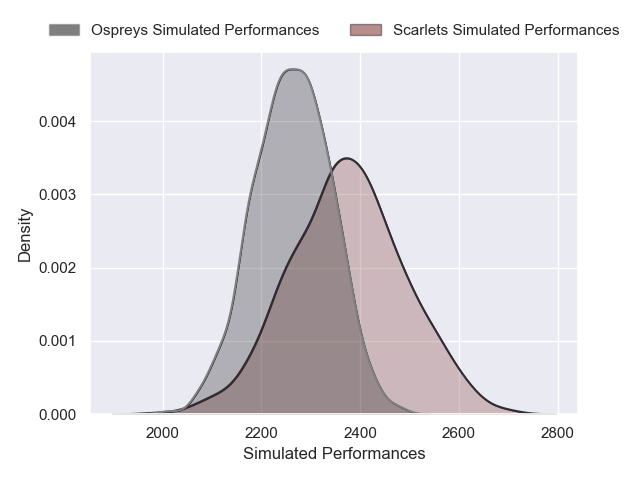 Ospreys Simulated Performances Scarlets Simulated Performances
0.004
0.003
0.002
0.001
0.000
Density
2000 2200 2400 2600 2800
Simulated Performances